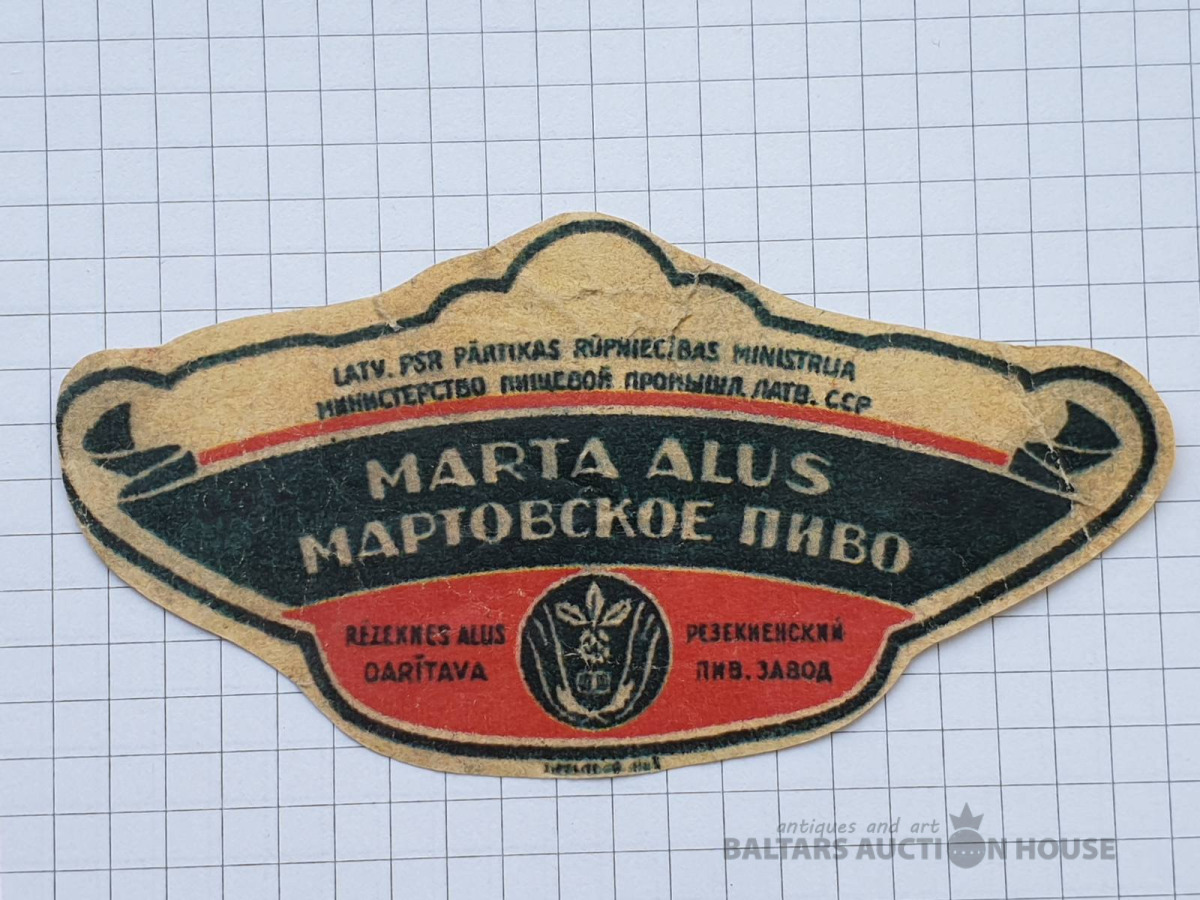 LATV. PSR PĀRTIKAS RŪPNIECĪBAS MINISTRIJA
МИНИСТЕРСТВО ПИЩЕВОЙ ПРОМЫШЛ. ЛАТВ. ССР
MARTA ALUS
МАРТОВСКОЕ ПИВО
RĒZEKNES ALUS
DARĪTAVA
РЕЗЕКНЕНСКИЙ
ПИВ. ЗАВОД
antiques and art
BALTARS AUCTION HOUSE